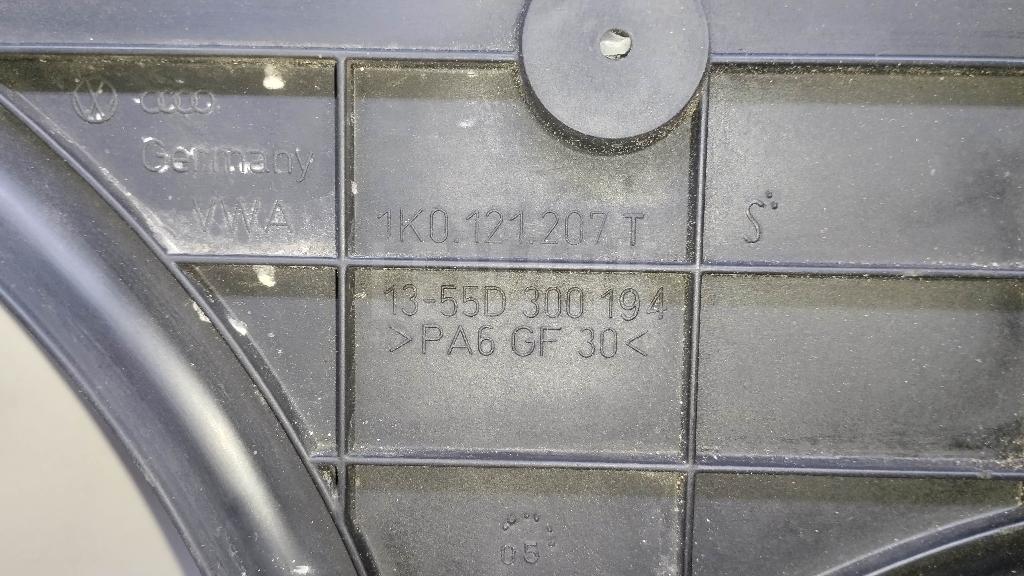 Germany
VWA
1K0.121.207 T
S
13-55D 300 194
>PA6 GF 30<
05